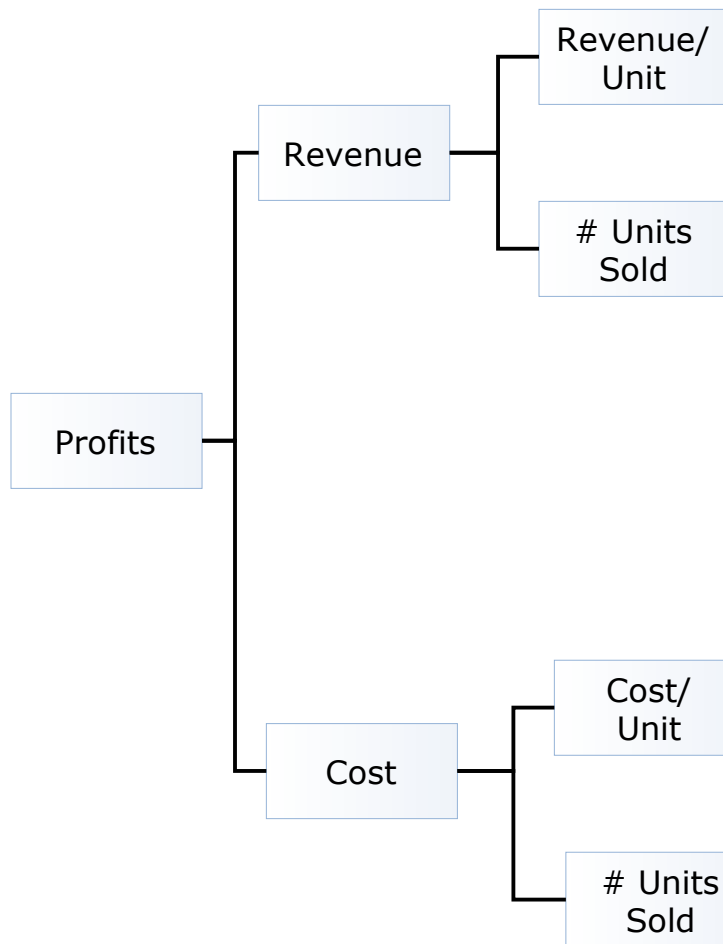 Revenue/
Unit
Revenue
# Units
Sold
Profits
Cost/
Unit
Cost
# Units
Sold